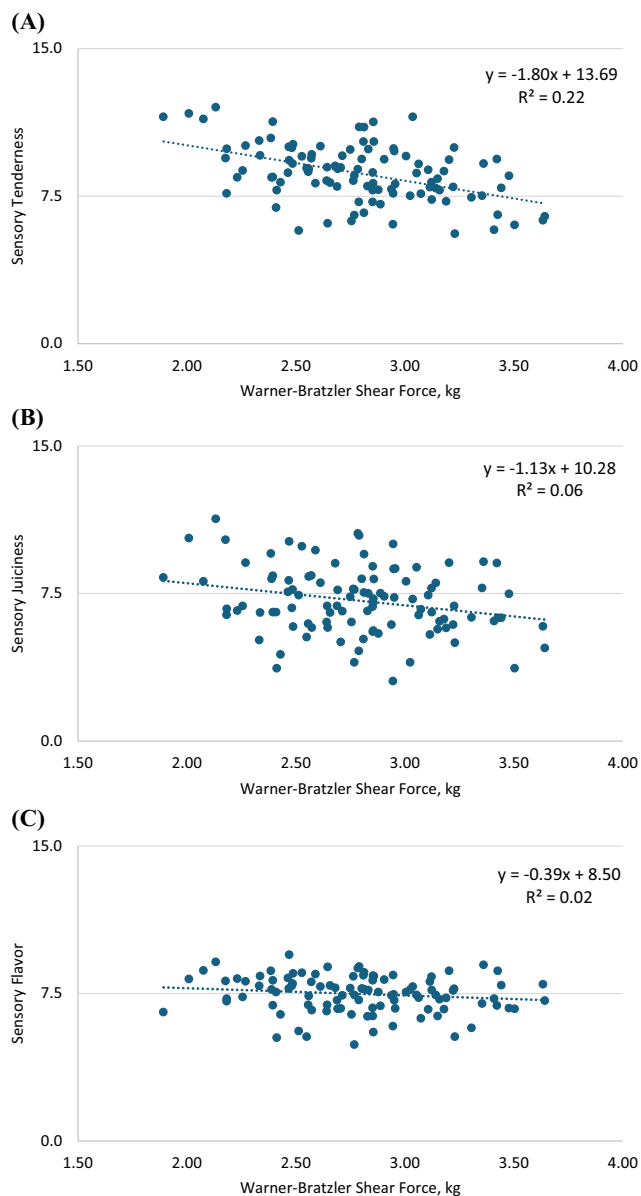 (A)
15.0
y = -1.80x + 13.69
R² = 0.22
Sensory Tenderness
7.5
0.0
1.50 2.00 2.50 3.00 3.50 4.00
Warner-Bratzler Shear Force, kg
(B)
15.0
y = -1.13x + 10.28
R² = 0.06
Sensory Juiciness
7.5
0.0
1.50 2.00 2.50 3.00 3.50 4.00
Warner-Bratzler Shear Force, kg
(C)
15.0
y = -0.39x + 8.50
R² = 0.02
Sensory Flavor
7.5
0.0
1.50 2.00 2.50 3.00 3.50 4.00
Warner-Bratzler Shear Force, kg